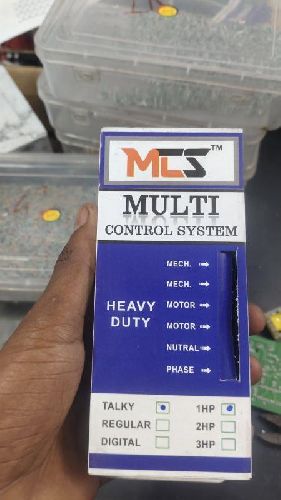 MCS™
MULTI
CONTROL SYSTEM
HEAVY
DUTY
MECH.
MECH.
MOTOR
MOTOR
NUTRAL
PHASE
TALKY
1HP
REGULAR
2HP
DIGITAL
3HP